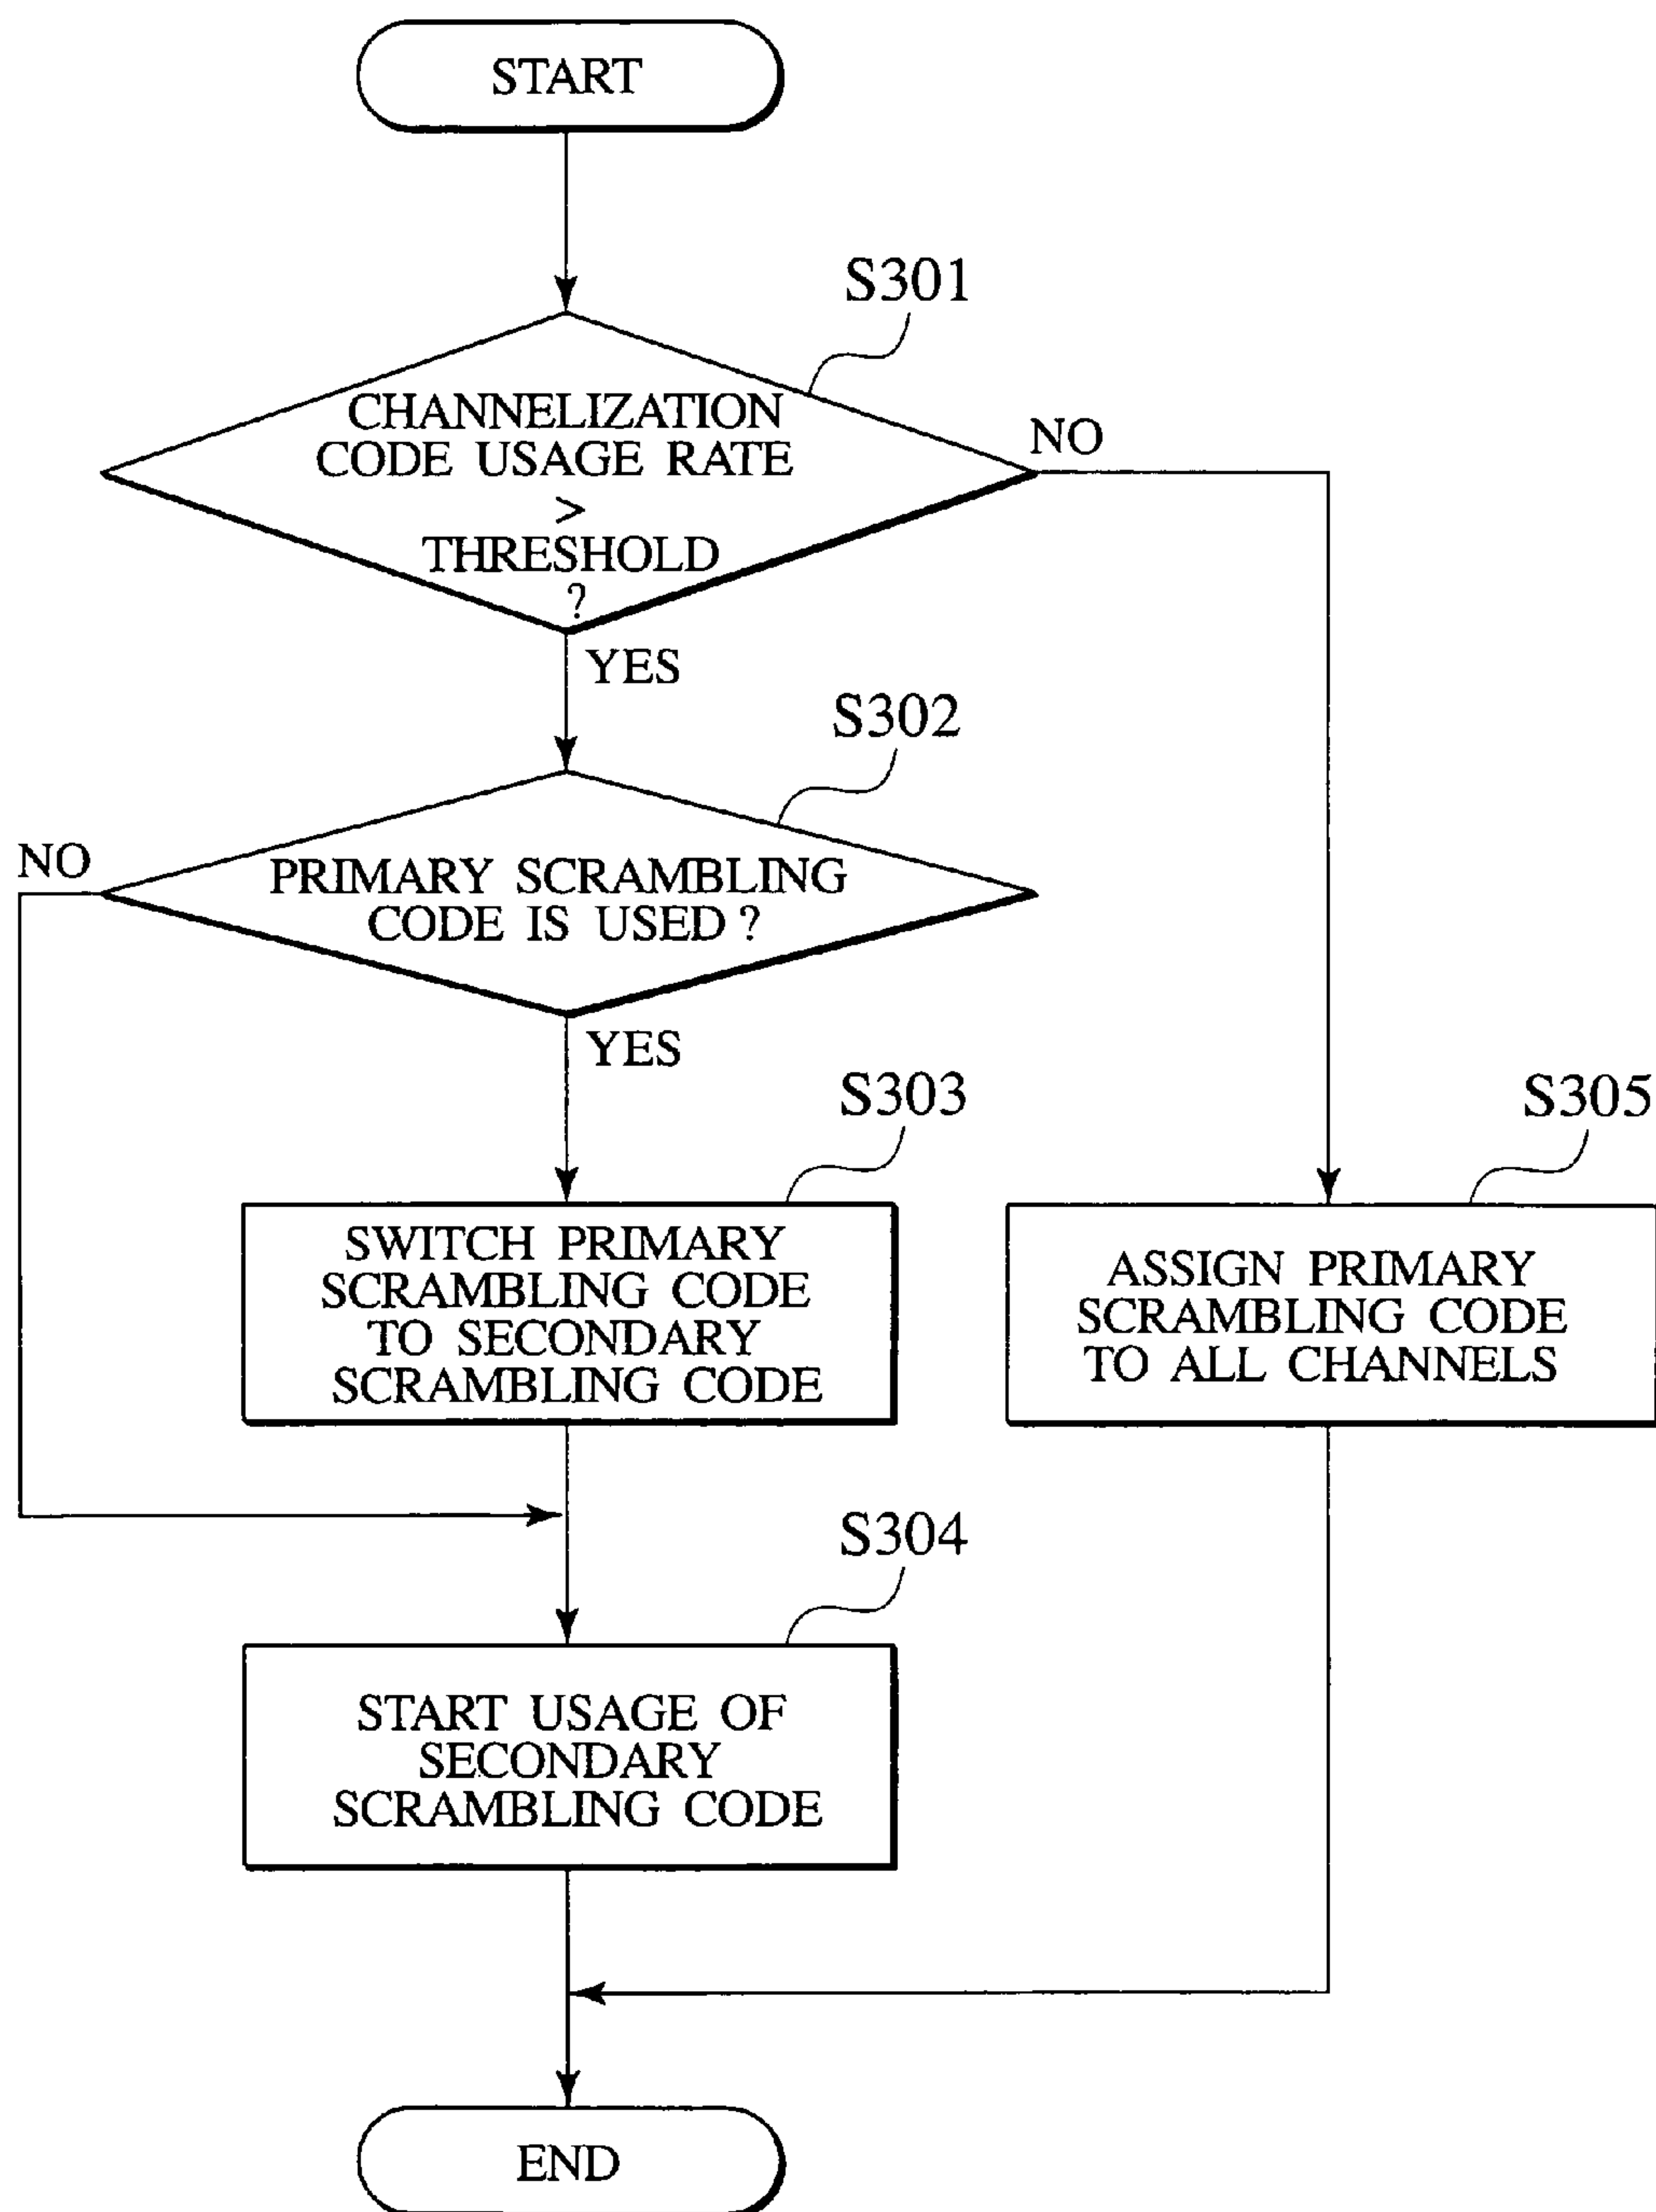 START
S301
CHANNELIZATION
CODE USAGE RATE
>
THRESHOLD
?
NO
YES
S302
NO
PRIMARY SCRAMBLING
CODE IS USED ?
YES
S303
SWITCH PRIMARY
SCRAMBLING CODE
TO SECONDARY
SCRAMBLING CODE
S305
ASSIGN PRIMARY
SCRAMBLING CODE
TO ALL CHANNELS
S304
START USAGE OF
SECONDARY
SCRAMBLING CODE
END